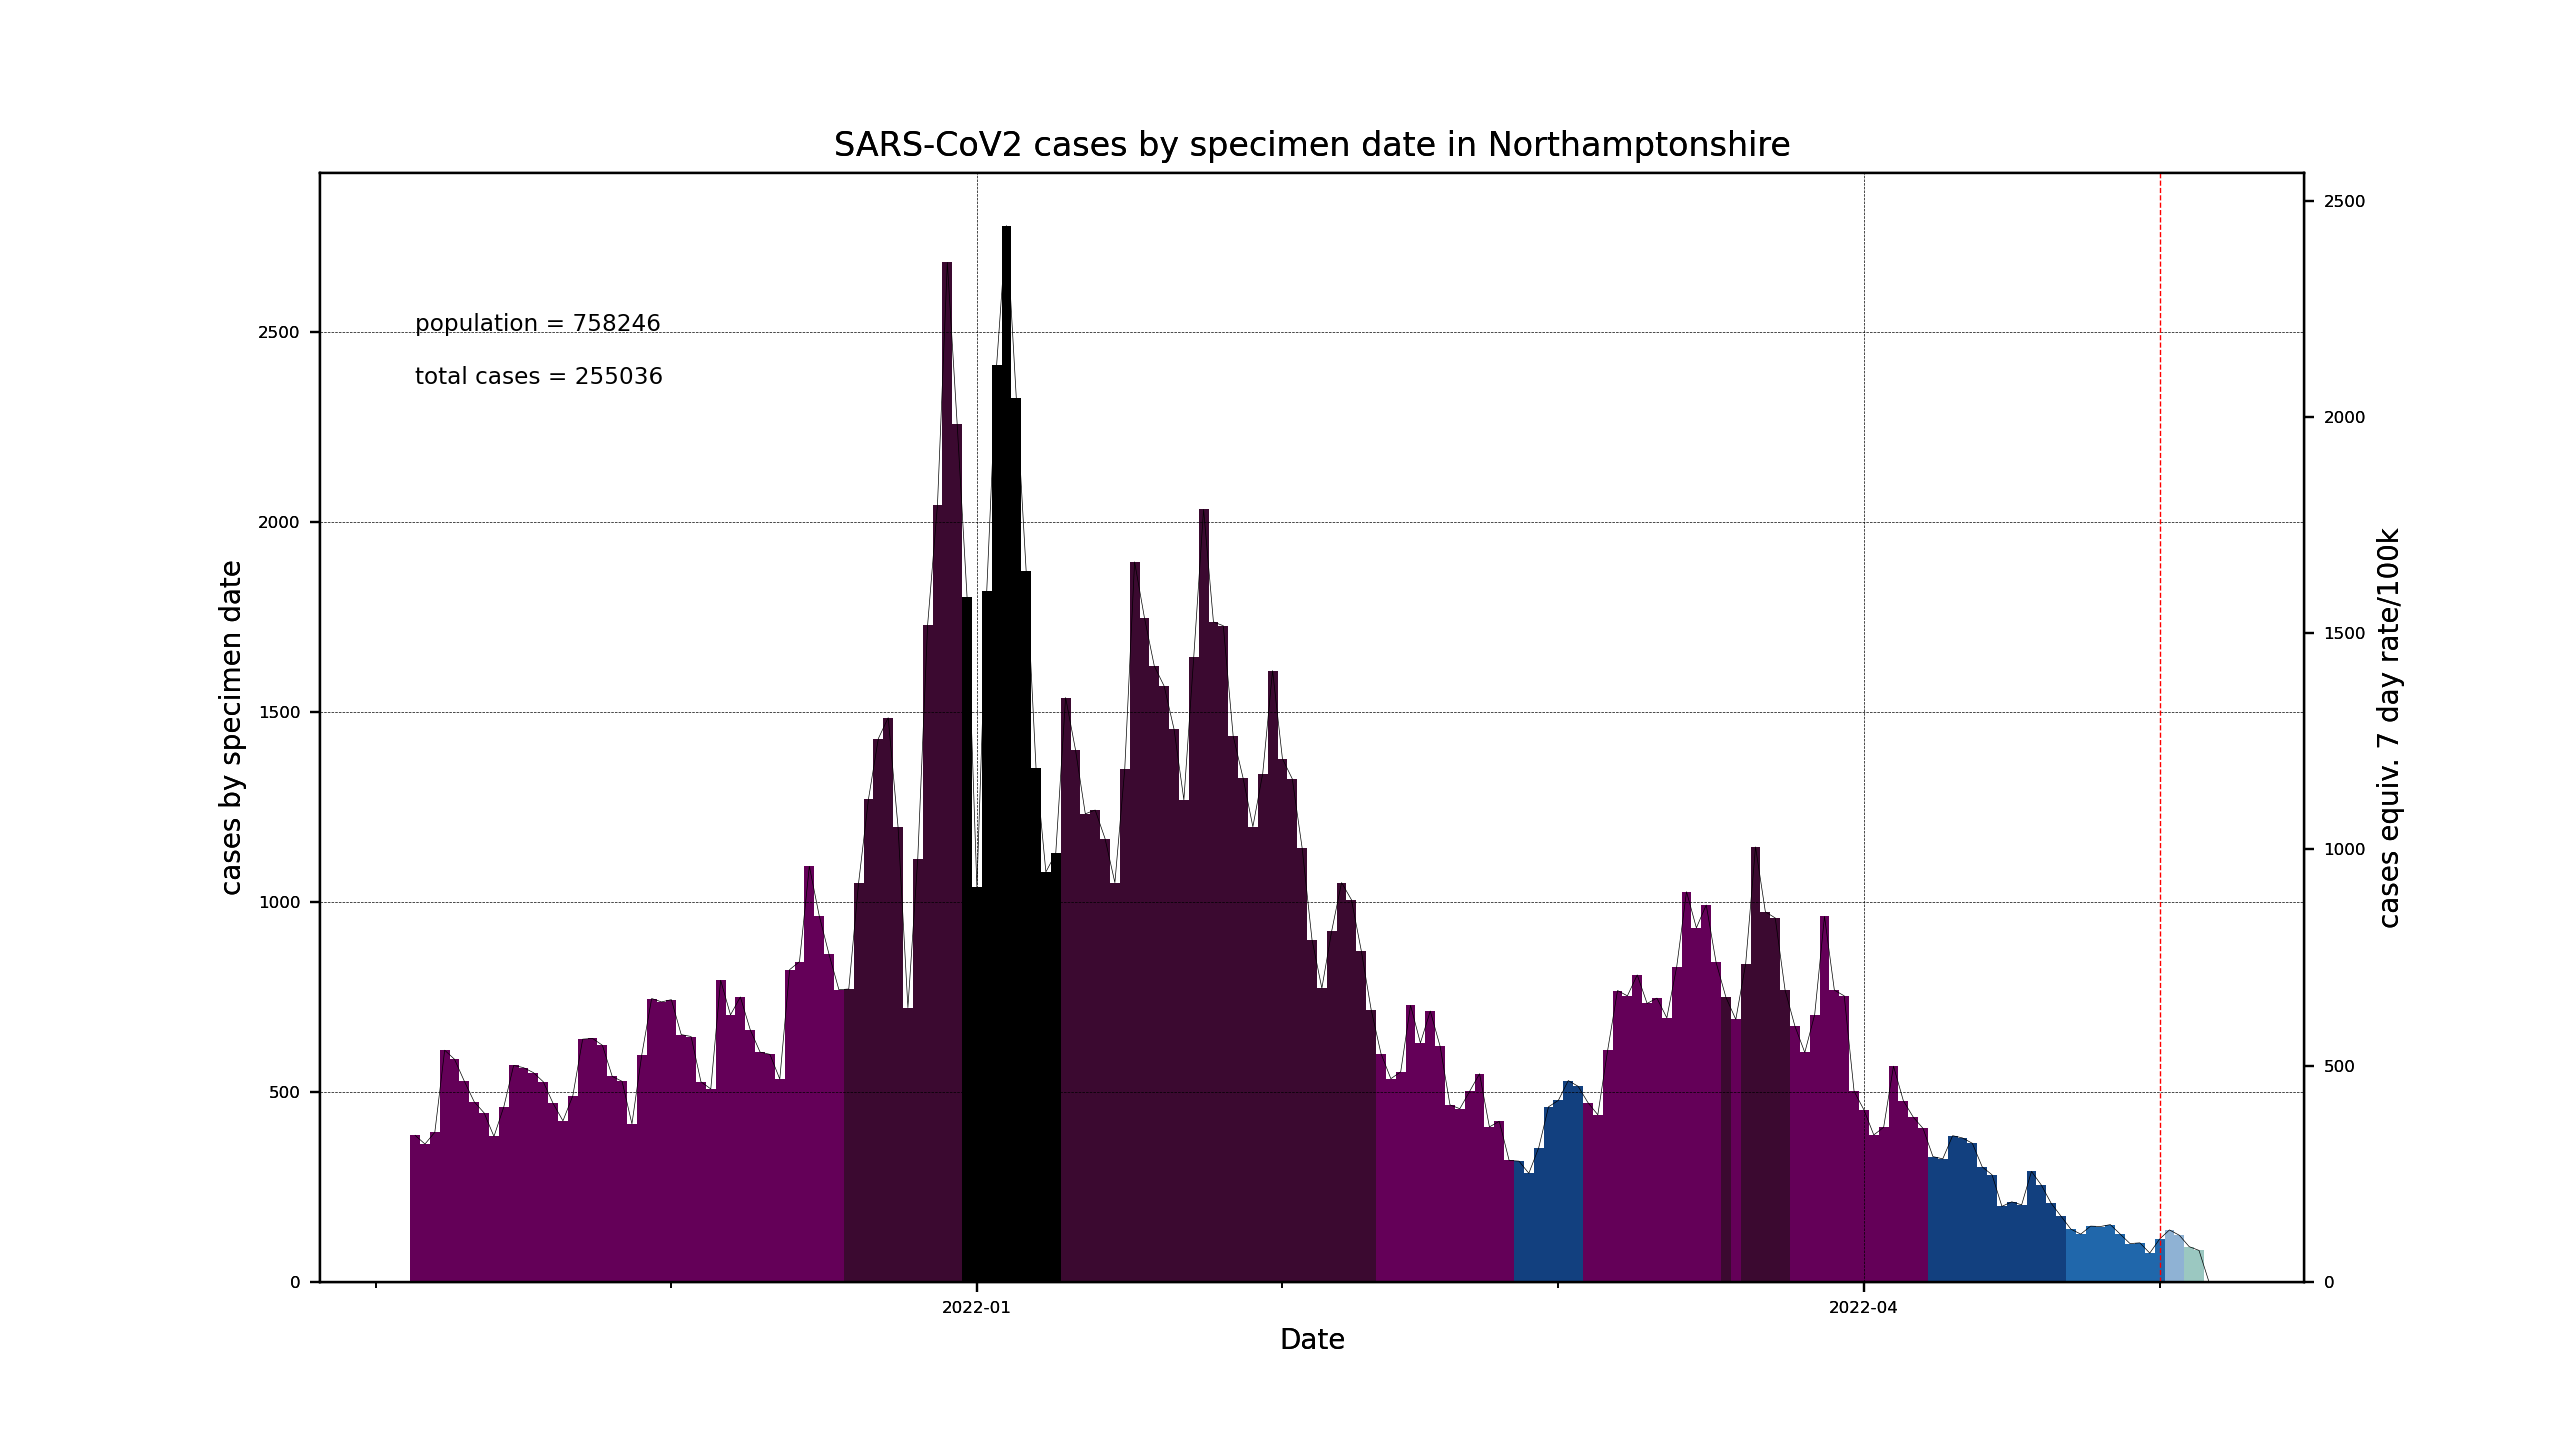 SARS-CoV2 cases by specimen date in Northamptonshire
population = 758246
total cases = 255036
cases by specimen date
2500
2000
1500
1000
500
0
2500
2000
1500
1000
500
0
cases equiv. 7 day rate/100k
2022-01
2022-04
Date